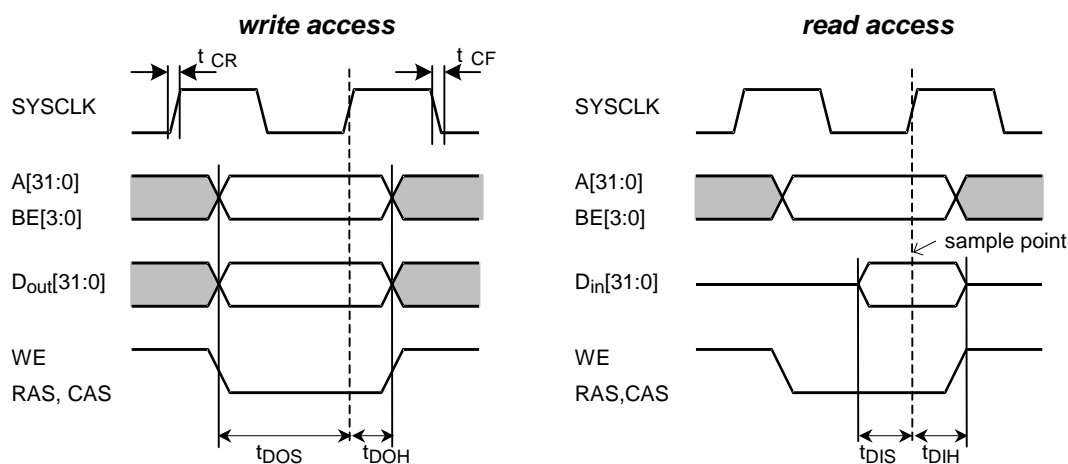 write access
t CR
t CF
SYSCLK
A[31:0]
BE[3:0]
Dout[31:0]
WE
RAS, CAS
tDOS
tDOH
read access
SYSCLK
A[31:0]
BE[3:0]
sample point
Din[31:0]
WE
RAS,CAS
tDIS
tDIH